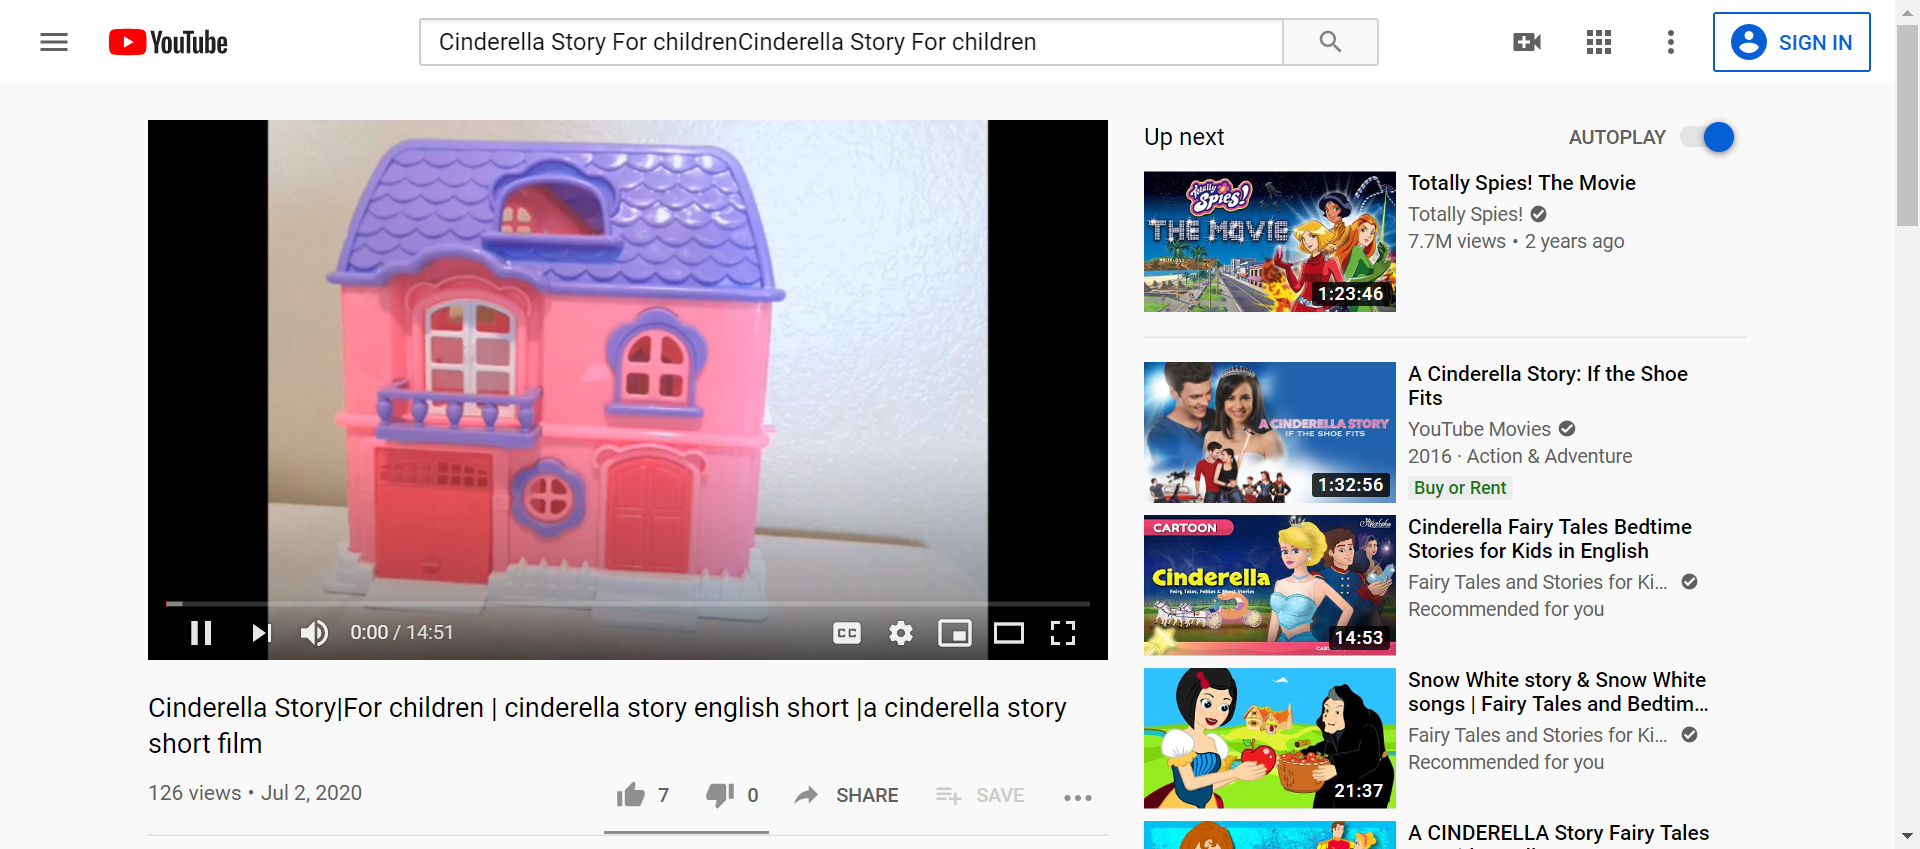 YouTube
Cinderella Story For childrenCinderella Story For children
SIGN IN
0:00 / 14:51
CC
Cinderella Story|For children | cinderella story english short |a cinderella story
short film
126 views • Jul 2, 2020
7
0
SHARE
SAVE
Up next
AUTOPLAY
Totally Spies!
THE MOVIE
1:23:46
Totally Spies! The Movie
Totally Spies!
7.7M views • 2 years ago
A CINDERELLA STORY
IF THE SHOE FITS
1:32:56
A Cinderella Story: If the Shoe
Fits
YouTube Movies
2016 · Action & Adventure
Buy or Rent
CARTOON
Cinderella
Fairy Tales, Fables & Short Stories
14:53
Cinderella Fairy Tales Bedtime
Stories for Kids in English
Fairy Tales and Stories for Ki...
Recommended for you
21:37
Snow White story & Snow White
songs | Fairy Tales and Bedtim...
Fairy Tales and Stories for Ki...
Recommended for you
A CINDERELLA Story Fairy Tales